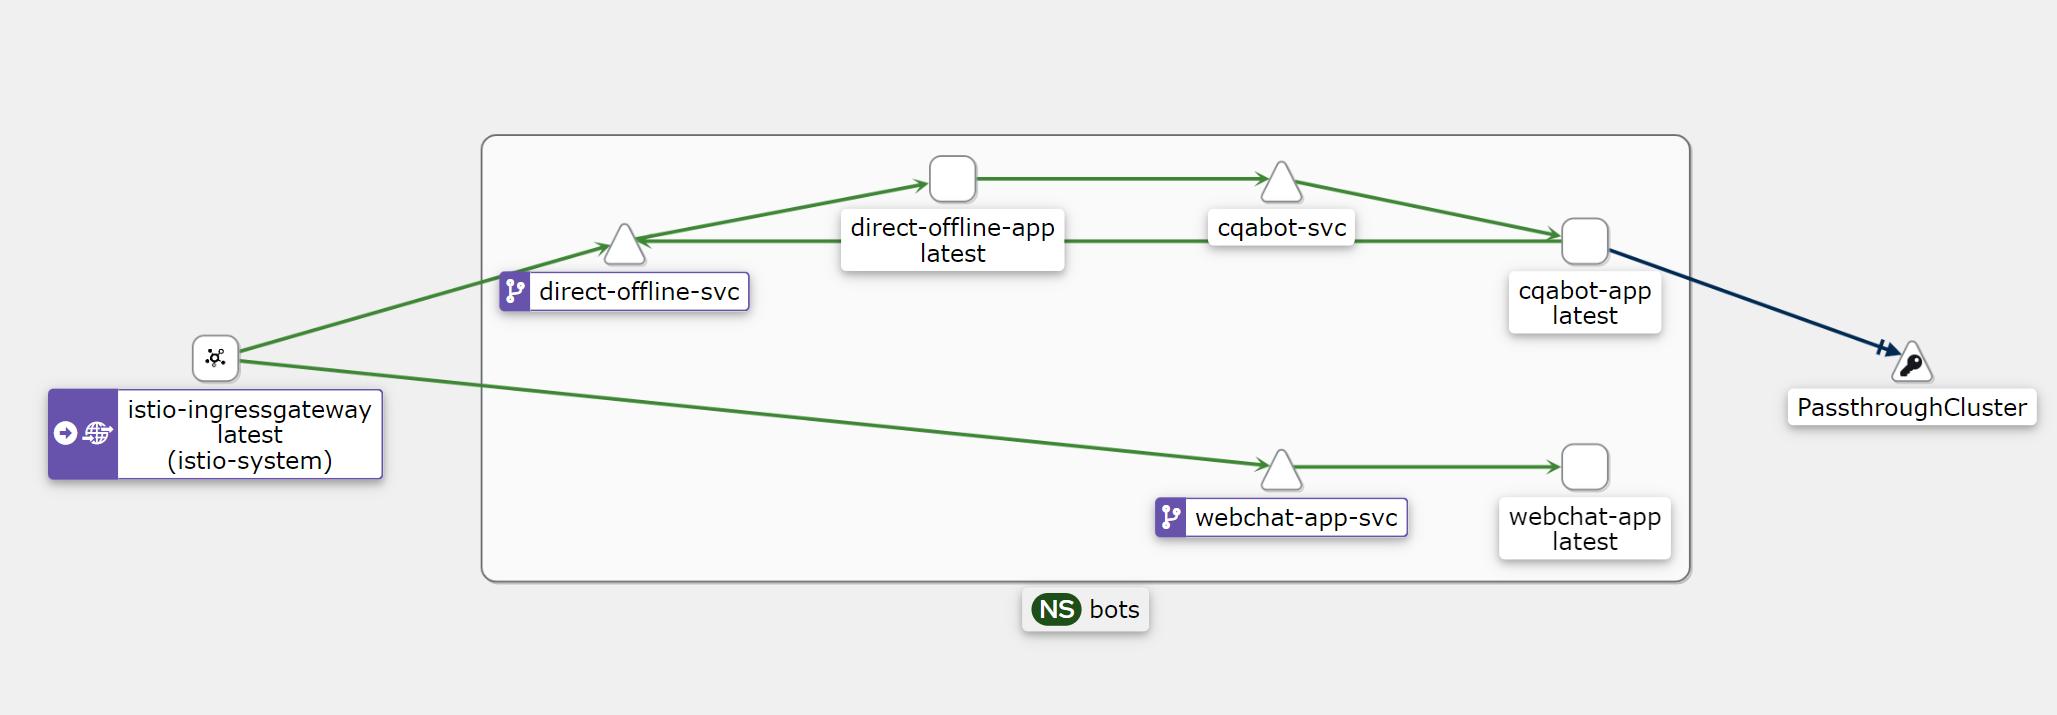 direct-offline-app
latest
cqabot-svc
direct-offline-svc
cqabot-app
latest
istio-ingressgateway
latest
(istio-system)
PassthroughCluster
webchat-app-svc
webchat-app
latest
NS bots